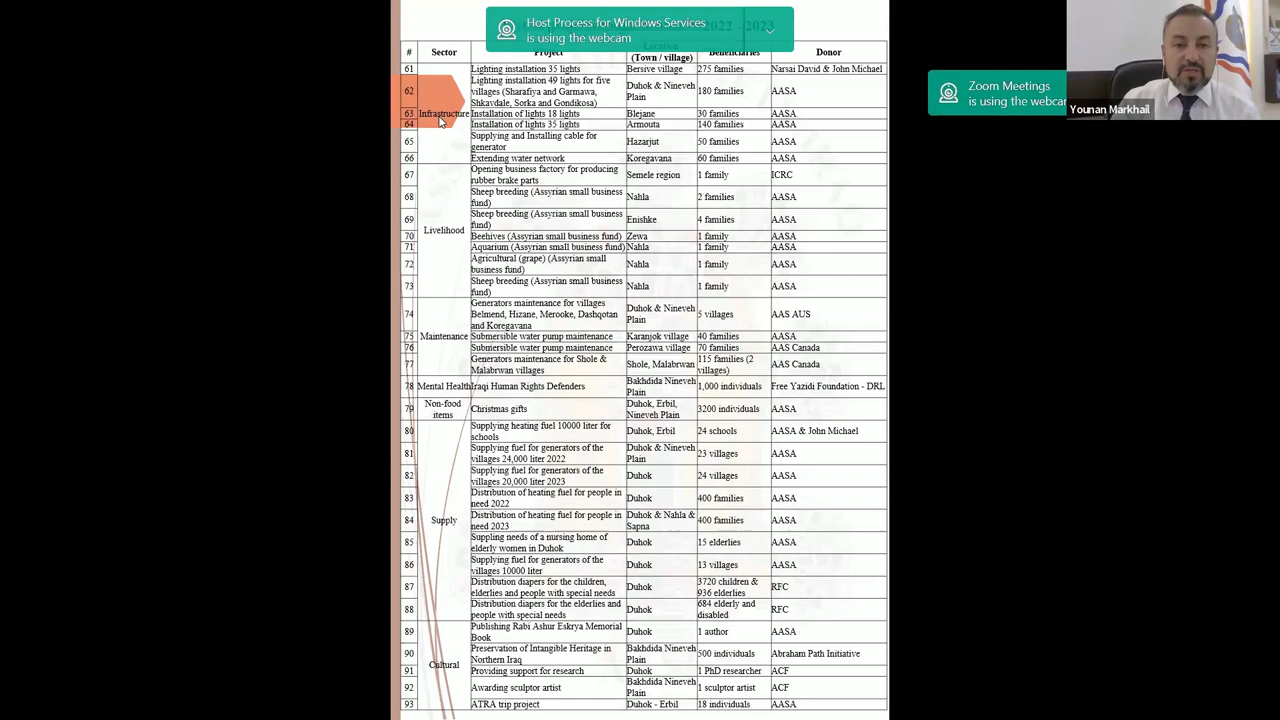 2022 - 2023
Host Process for Windows Services
is using the webcam
Zoom Meetings
is using the webcar
Younan Markhail
# Sector Project Location (Town / village) Beneficiaries Donor
61 Lighting installation 35 lights Bersive village 275 families Narsai David & John Michael
62 Lighting installation 49 lights for five villages (Sharafiya and Garmawa, Shkavdale, Sorka and Gondikosa) Duhok & Nineveh Plain 180 families AASA
63 Infrastructure Installation of lights 18 lights Blejane 30 families AASA
64 Installation of lights 35 lights Armouta 140 families AASA
65 Supplying and Installing cable for generator Hazarjut 50 families AASA
66 Extending water network Koregavana 60 families AASA
67 Opening business factory for producing rubber brake parts Semele region 1 family ICRC
68 Sheep breeding (Assyrian small business fund) Nahla 2 families AASA
69 Livelihood Sheep breeding (Assyrian small business fund) Enishke 4 families AASA
70 Beehives (Assyrian small business fund) Zewa 1 family AASA
71 Aquarium (Assyrian small business fund) Nahla 1 family AASA
72 Agricultural (grape) (Assyrian small business fund) Nahla 1 family AASA
73 Sheep breeding (Assyrian small business fund) Nahla 1 family AASA
74 Generators maintenance for villages Belmend, Hizane, Merooke, Dashqotan and Koregavana Duhok & Nineveh Plain 5 villages AAS AUS
75 Maintenance Submersible water pump maintenance Karanjok village 40 families AASA
76 Submersible water pump maintenance Perozawa village 70 families AAS Canada
77 Generators maintenance for Shole & Malabrwan villages Shole, Malabrwan 115 families (2 villages) AAS Canada
78 Mental Health Iraqi Human Rights Defenders Bakhdida Nineveh Plain 1,000 individuals Free Yazidi Foundation - DRL
79 Non-food items Christmas gifts Duhok, Erbil, Nineveh Plain 3200 individuals AASA
80 Supplying heating fuel 10000 liter for schools Duhok, Erbil 24 schools AASA & John Michael
81 Supplying fuel for generators of the villages 24,000 liter 2022 Duhok & Nineveh Plain 23 villages AASA
82 Supplying fuel for generators of the villages 20,000 liter 2023 Duhok 24 villages AASA
83 Distribution of heating fuel for people in need 2022 Duhok 400 families AASA
84 Supply Distribution of heating fuel for people in need 2023 Duhok & Nahla & Sapna 400 families AASA
85 Suppling needs of a nursing home of elderly women in Duhok Duhok 15 elderlies AASA
86 Supplying fuel for generators of the villages 10000 liter Duhok 13 villages AASA
87 Distribution diapers for the children, elderlies and people with special needs Duhok 3720 children & 936 elderlies RFC
88 Distribution diapers for the elderlies and people with special needs Duhok 684 elderly and disabled RFC
89 Publishing Rabi Ashur Eskrya Memorial Book Duhok 1 author AASA
90 Cultural Preservation of Intangible Heritage in Northern Iraq Bakhdida Nineveh Plain 500 individuals Abraham Path Initiative
91 Providing support for research Duhok 1 PhD researcher ACF
92 Awarding sculptor artist Bakhdida Nineveh Plain 1 sculptor artist ACF
93 ATRA trip project Duhok - Erbil 18 individuals AASA